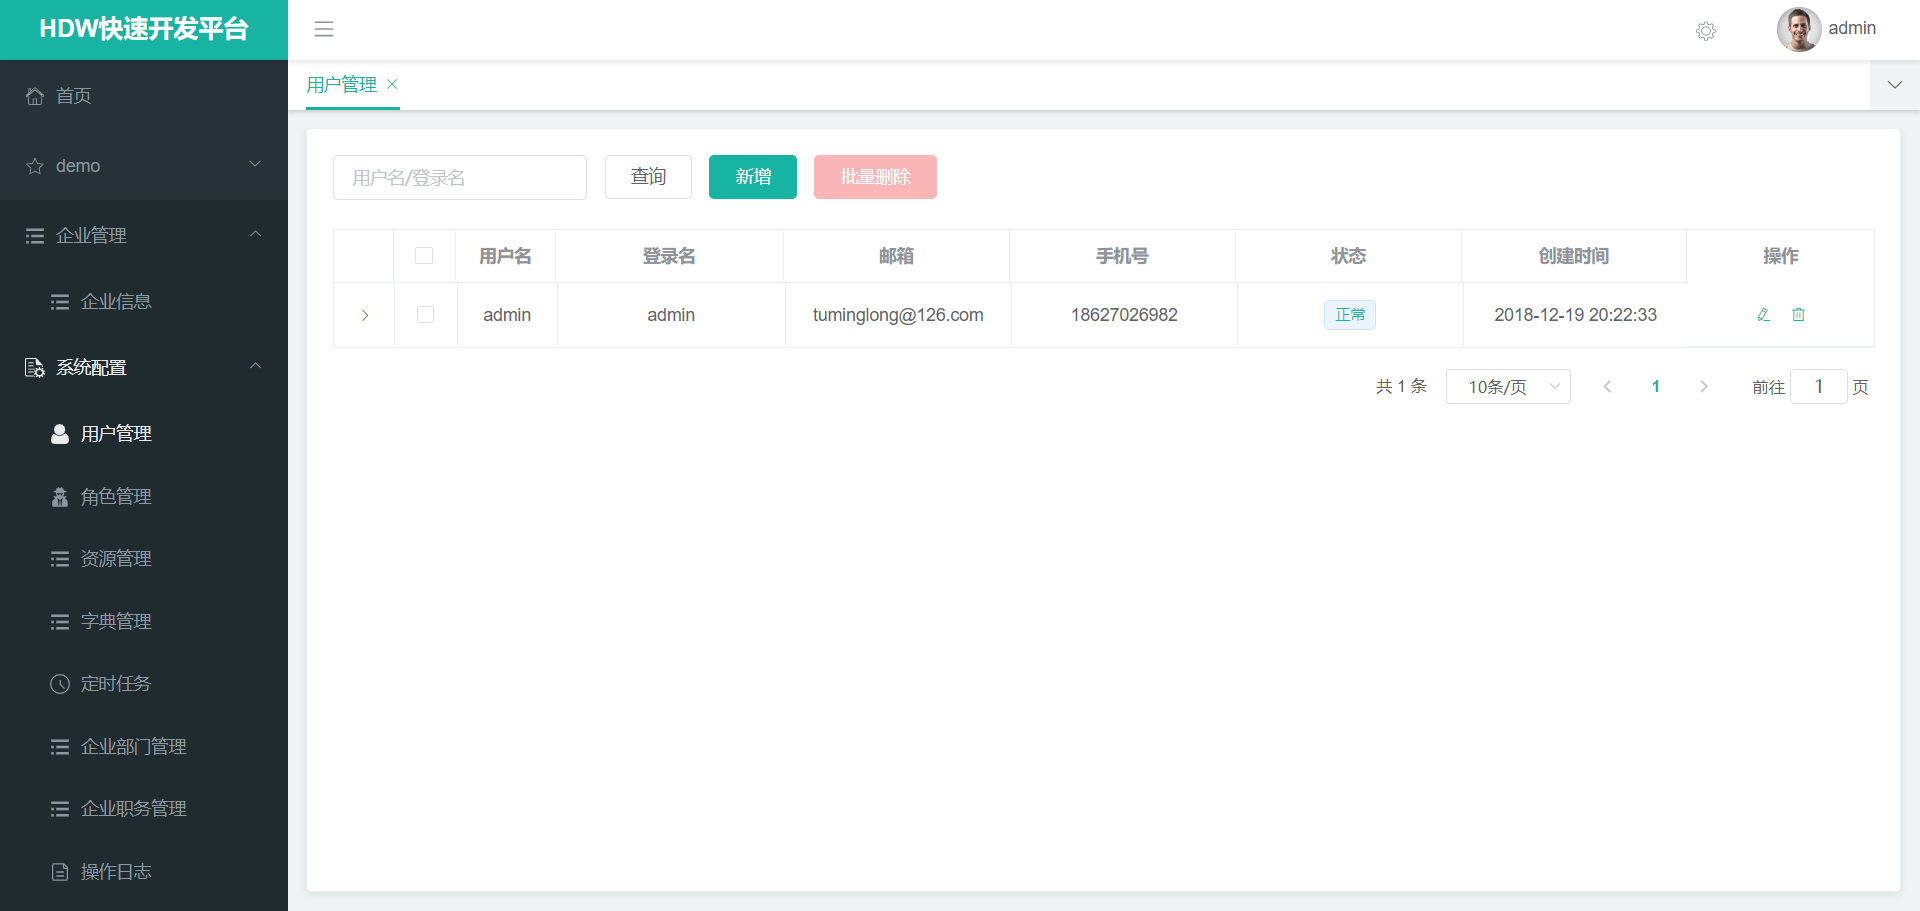 HDW快速开发平台
admin
首页
demo
企业管理
企业信息
系统配置
用户管理
角色管理
资源管理
字典管理
定时任务
企业部门管理
企业职务管理
操作日志
用户管理
用户名/登录名 查询 新增 批量删除
用户名 登录名 邮箱 手机号 状态 创建时间 操作
admin admin tuminglong@126.com 18627026982 正常 2018-12-19 20:22:33
共 1 条 10条/页 1 前往 1 页